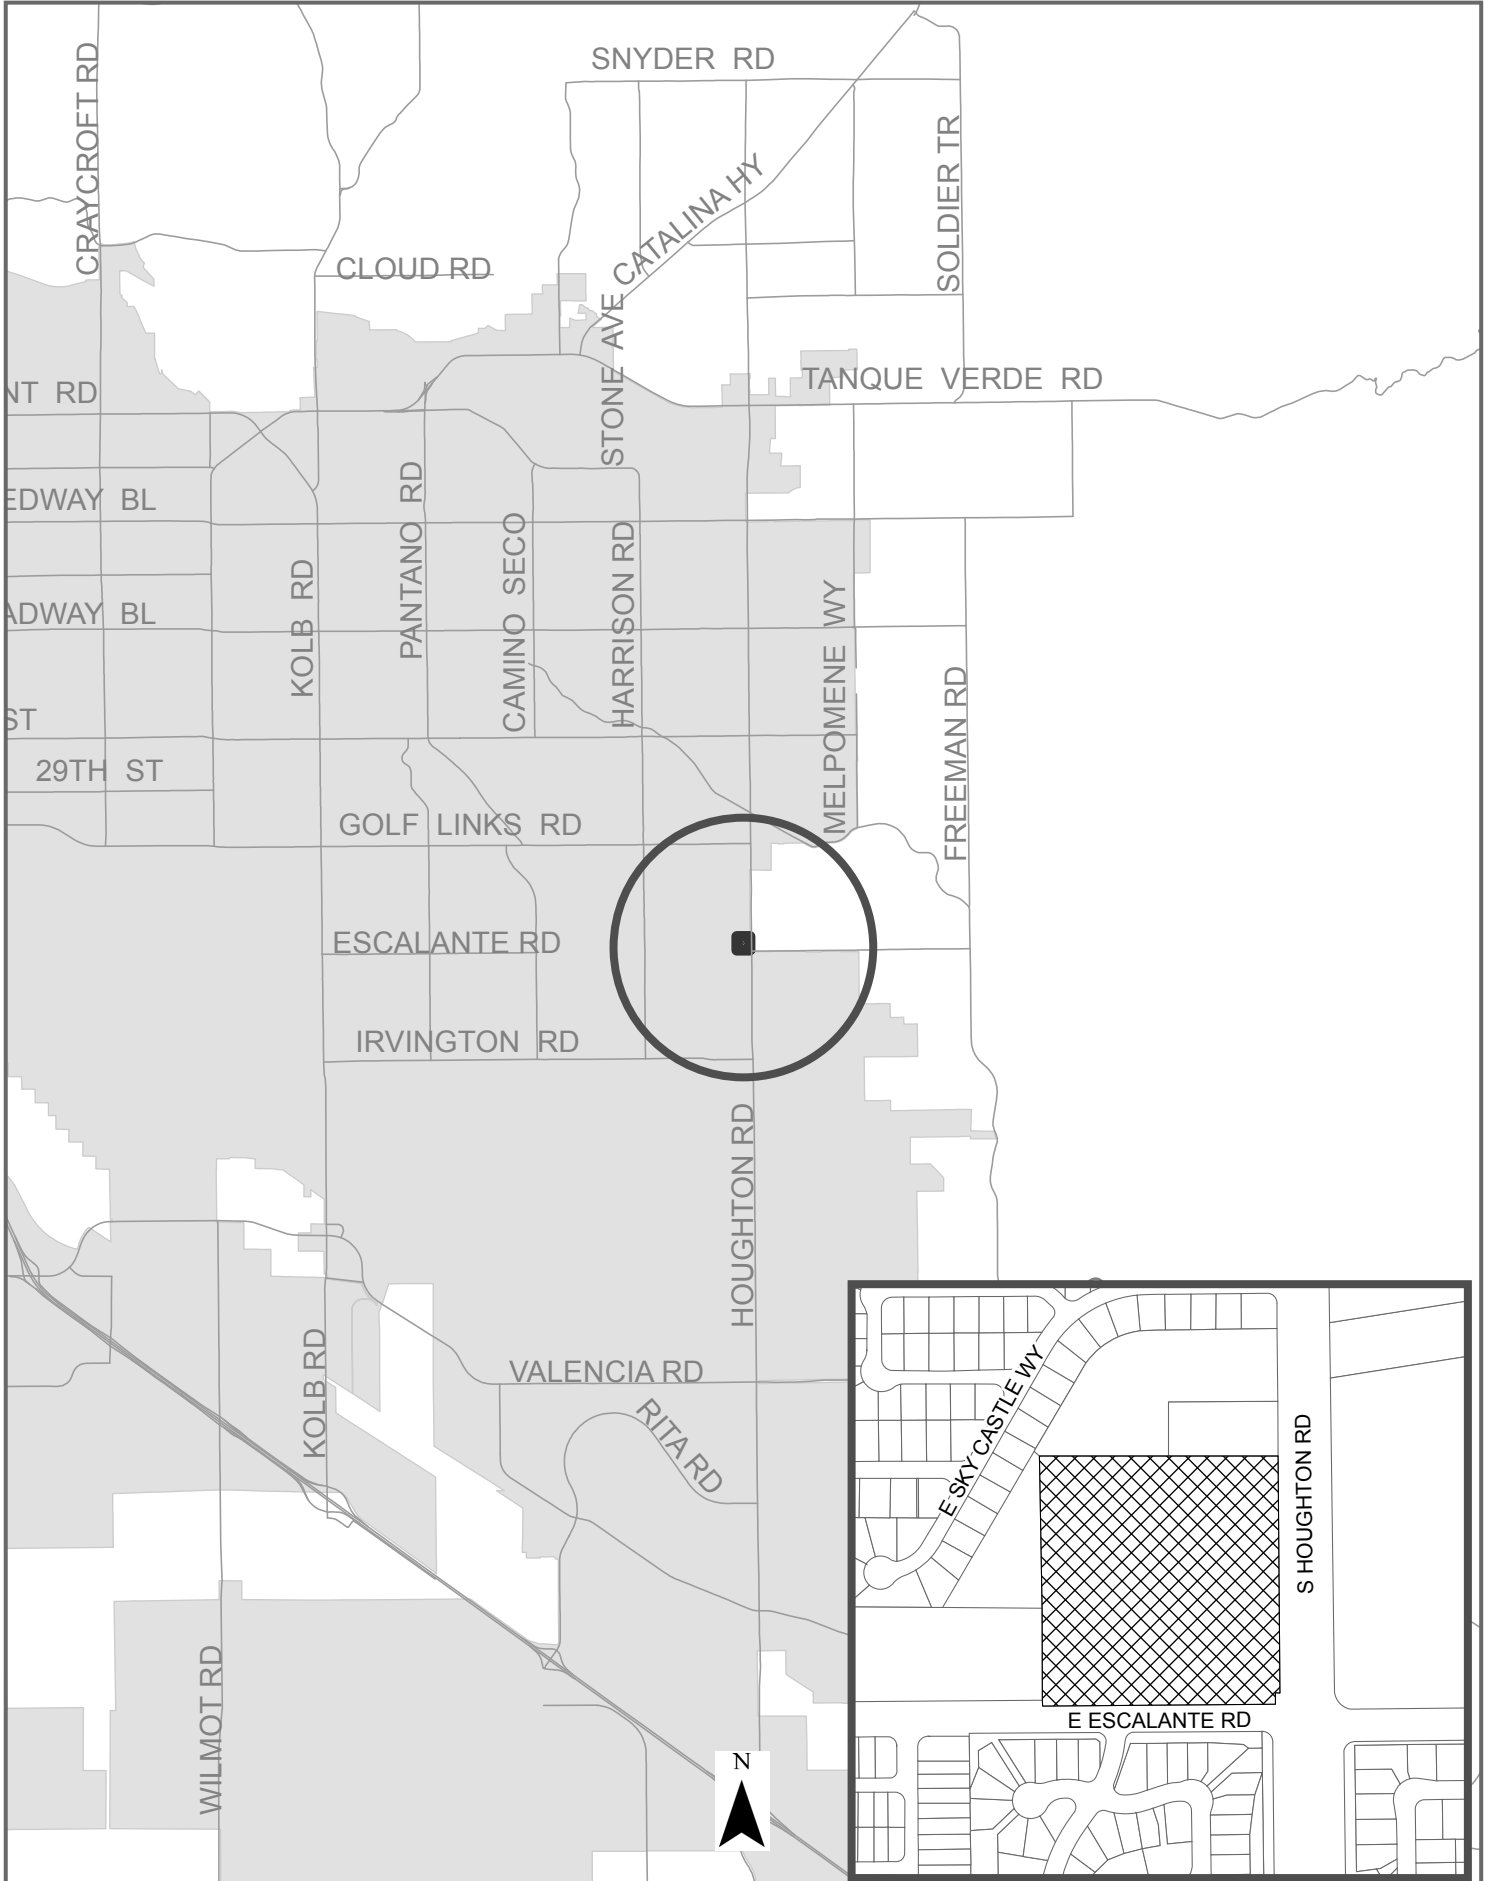 SNYDER RD
CRAYCROFT RD
CATALINA HY
SOLDIER TR
CLOUD RD
STONE AVE
TANQUE VERDE RD
NT RD
EDWAY BL
PANTANO RD
CAMINO SECO
HARRISON RD
KOLB RD
MELPOMENE WY
ADWAY BL
FREEMAN RD
ST
29TH ST
GOLF LINKS RD
ESCALANTE RD
IRVINGTON RD
HOUGHTON RD
KOLB RD
VALENCIA RD
RITA RD
WILMOT RD
N
E SKY CASTLE WY
S HOUGHTON RD
E ESCALANTE RD